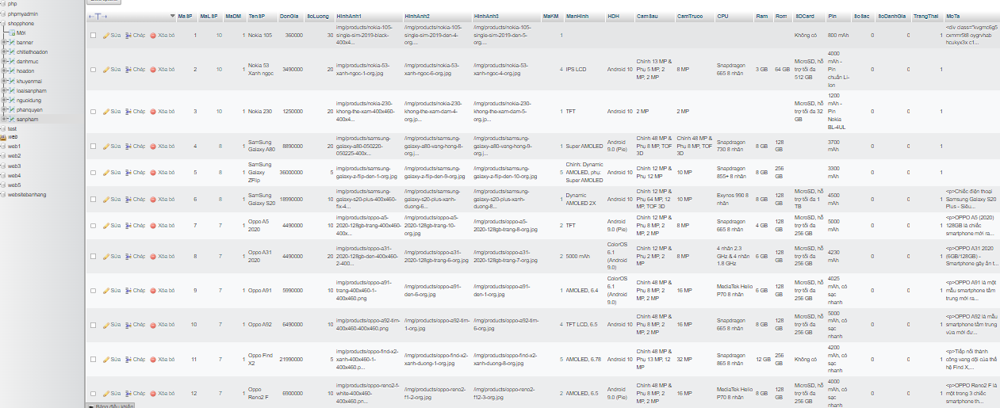 php
phpmyadmin
shopphone
Mới
banner
chitiethoadon
danhmuc
hoadon
khuyenmai
loaisanpham
nguoidung
phanquyen
sanpham
test
web
web1
web2
web3
web4
web5
websitebanhang
MaSP MaLSP MaDM TenSP DonGia SoLuong HinhAnh1 HinhAnh2 HinhAnh3 MaKM ManHinh HDH CamSau CamTruoc CPU Ram Rom SDCard Pin SoSao SoDanhGia TrangThai MoTa
Sửa Chép Xóa bỏ 1 10 1 Nokia 105 360000 30 img/products/nokia-105-single-sim-2019-black-400x4... /img/products/nokia-105-single-sim-2019-den-4-org.... /img/products/nokia-105-single-sim-2019-den-5-org.... 1 Không có 800 mAh 0 0 1
Sửa Chép Xóa bỏ 2 10 1 Nokia 53 Xanh ngọc 3490000 20 img/products/nokia-53-xanh-ngoc-1-org.jpg /img/products/nokia-53-xanh-ngoc-6-org.jpg /img/products/nokia-53-xanh-ngoc-4-org.jpg 4 IPS LCD Android 10 Chính 13 MP & Phụ 5 MP, 2 MP, 2 MP 8 MP Snapdragon 665 8 nhân 3 GB 64 GB MicroSD, hỗ trợ tối đa 512 GB 4000 mAh - Pin chuẩn Li-Ion 0 0 1
Sửa Chép Xóa bỏ 3 10 1 Nokia 230 1250000 20 img/products/nokia-230-khong-the-xam-400x460-400x4... /img/products/nokia-230-khong-the-xam-dam-4-org.j... /img/products/nokia-230-khong-the-xam-dam-5-org.j... 1 TFT Android 10 2 MP 2 MP MicroSD, hỗ trợ tối đa 32 GB 1200 mAh - Pin Nokia BL-4UL 0 0 1
Sửa Chép Xóa bỏ 4 8 1 SamSung Galaxy A80 8890000 20 img/products/samsung-galaxy-a80-050220-050225-400x... /img/products/samsung-galaxy-a80-vang-hong-8-org.j... /img/products/samsung-galaxy-a80-vang-hong-9-org.j... 1 Super AMOLED Android 9.0 (Pie) Chính 48 MP & Phụ 8 MP, TOF 3D Chính 48 MP & Phụ 8 MP, TOF 3D Snapdragon 730 8 nhân 8 GB 128 GB 3700 mAh 0 0 1
Sửa Chép Xóa bỏ 5 8 1 SamSung Galaxy ZFlip 36000000 5 img/products/samsung-galaxy-z-flip-den-1-org.jpg /img/products/samsung-galaxy-z-flip-den-9-org.jpg /img/products/samsung-galaxy-z-flip-den-10-org.jpg 5 Chính: Dynamic AMOLED, phụ: Super AMOLED Android 10 Chính 12 MP & Phụ 12 MP 10 MP Snapdragon 855+ 8 nhân 8 GB 256 GB 3300 mAh 0 0 1
Sửa Chép Xóa bỏ 6 8 1 SamSung Galaxy S20 18990000 10 img/products/samsung-galaxy-s20-plus-400x460-fix-4... /img/products/samsung-galaxy-s20-plus-xanh-duong-6... /img/products/samsung-galaxy-s20-plus-xanh-duong-8... 1 Dynamic AMOLED 2X Android 10 Chính 12 MP & Phụ 64 MP, 12 MP, TOF 3D 10 MP Exynos 990 8 nhân 8 GB 128 GB MicroSD, hỗ trợ tối đa 1 TB 4500 mAh 0 0 1 <p>Chiếc điện thoại Samsung Galaxy S20 Plus - Siêu...
Sửa Chép Xóa bỏ 7 7 1 Oppo A5 2020 4490000 10 img/products/oppo-a5-2020-128gb-trang-400x460-400x... /img/products/oppo-a5-2020-128gb-trang-10-org.jpg /img/products/oppo-a5-2020-128gb-trang-8-org.jpg 2 TFT Android 9.0 (Pie) Chính 12 MP & Phụ 8 MP, 2 MP, 2 MP 8 MP Snapdragon 665 8 nhân 4 GB 128 GB MicroSD, hỗ trợ tối đa 256 GB 5000 mAh 0 0 1 <p>OPPO A5 (2020) 128GB là chiếc smartphone mới ra...
Sửa Chép Xóa bỏ 8 7 1 Oppo A31 2020 4490000 20 img/products/oppo-a31-2020-128gb-den-400x460-2-400... /img/products/oppo-a31-2020-128gb-trang-6-org.jpg /img/products/oppo-a31-2020-128gb-trang-7-org.jpg 2 5000 mAh ColorOS 6.1 (Android 9.0) Chính 12 MP & Phụ 2 MP, 2 MP 8 MP 4 nhân 2.3 GHz & 4 nhân 1.8 GHz 6 GB 128 GB MicroSD, hỗ trợ tối đa 256 GB 4230 mAh 0 0 1 <p>OPPO A31 2020 (6GB/128GB) - Smartphone gây ấn t...
Sửa Chép Xóa bỏ 9 7 1 Oppo A91 5990000 10 img/products/oppo-a91-trang-400x460-1-400x460.png /img/products/oppo-a91-den-6-org.jpg /img/products/oppo-a91-den-1-org.jpg 1 AMOLED, 6.4 ColorOS 6.1 (Android 9.0) Chính 48 MP & Phụ 8 MP, 2 MP, 2 MP 16 MP MediaTek Helio P70 8 nhân 8 GB 128 GB MicroSD, hỗ trợ tối đa 256 GB 4025 mAh, có sạc nhanh 0 0 1 <p>OPPO A91 là một mẫu smartphone tầm trung mới ra...
Sửa Chép Xóa bỏ 10 7 1 Oppo A92 6490000 10 img/products/oppo-a92-tim-400x460-400x460.png /img/products/oppo-a92-tim-1-org.jpg /img/products/oppo-a92-tim-6-org.jpg 4 TFT LCD, 6.5 Android 10 Chính 48 MP & Phụ 8 MP, 2 MP, 2 MP 16 MP Snapdragon 665 8 nhân 8 GB 128 GB MicroSD, hỗ trợ tối đa 256 GB 5000 mAh, có sạc nhanh 0 0 1 <p>OPPO A92 là mẫu smartphone tầm trung vừa mới đư...
Sửa Chép Xóa bỏ 11 7 1 Oppo Find X2 21990000 5 img/products/oppo-find-x2-xanh-400x460-1-400x460.p... /img/products/oppo-find-x2-xanh-duong-1-org.jpg /img/products/oppo-find-x2-xanh-duong-8-org.jpg 5 AMOLED, 6.78 Android 10 Chính 48 MP & Phụ 13 MP, 12 MP 32 MP Snapdragon 865 8 nhân 12 GB 256 GB Không có 4200 mAh, có sạc nhanh 0 0 1 <p>Tiếp nối thành công vang dội của thế hệ Find X,...
Sửa Chép Xóa bỏ 12 7 1 Oppo Reno2 F 6900000 10 img/products/oppo-reno2-f-white-400x460-400x460.pn... /img/products/oppo-reno2-f1-2-org.jpg /img/products/oppo-reno2-f12-3-org.jpg 2 AMOLED, 6.5 Android 9.0 (Pie) Chính 48 MP & Phụ 8 MP, 2 MP, 2 MP 16 MP MediaTek Helio P70 8 nhân 8 GB 128 GB MicroSD, hỗ trợ tối đa 256 GB 4000 mAh, có sạc nhanh 0 0 1 <p>OPPO Reno2 F là một trong 3 chiếc smartphone th...
Bảng điều khiển